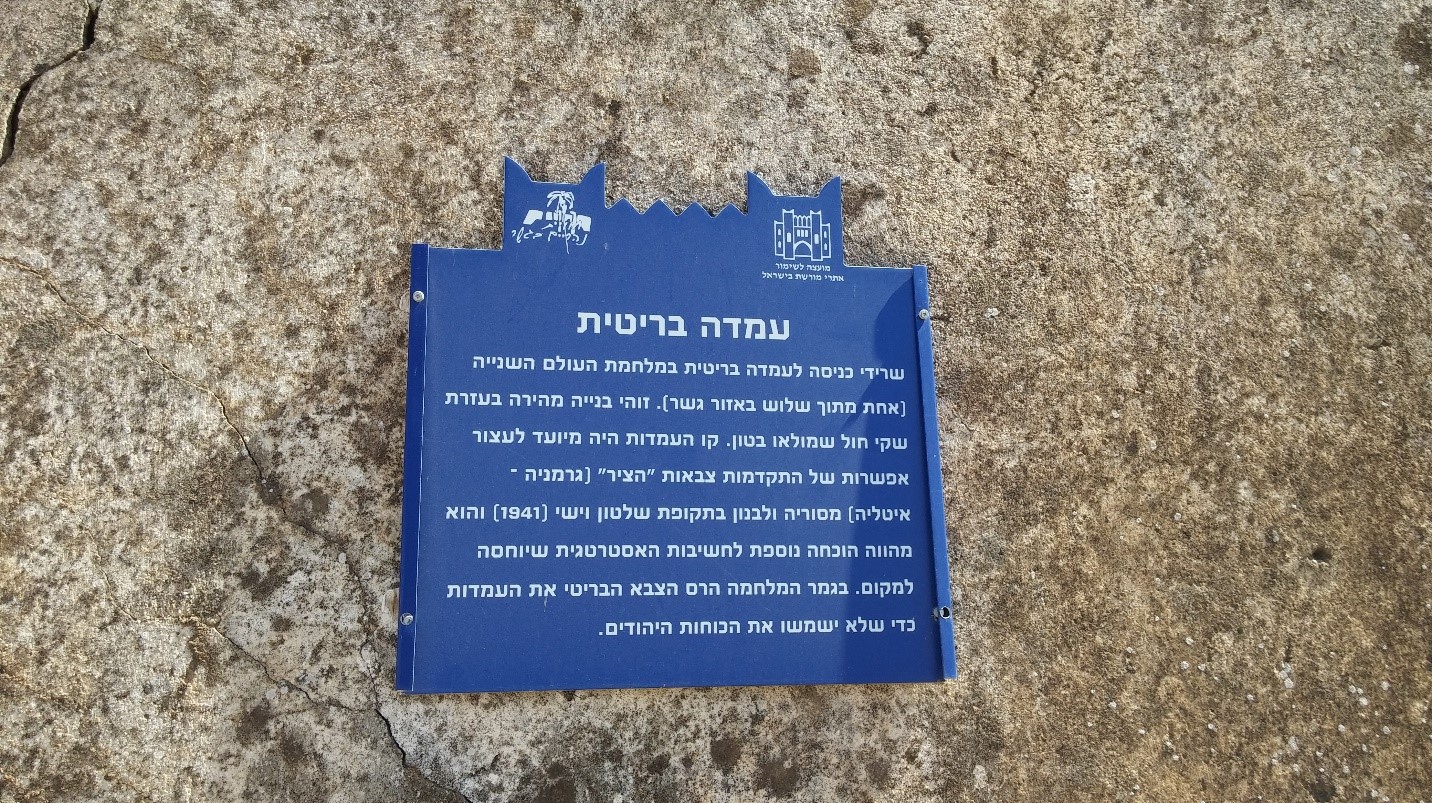 נהריים בגשר
מועצה לשימור
אתרי מורשת בישראל
עמדה בריטית
שרידי כניסה לעמדה בריטית במלחמת העולם השנייה
(אחת מתוך שלוש באזור גשר). זוהי בנייה מהירה בעזרת
שקי חול שמולאו בטון. קו העמדות היה מיועד לעצור
אפשרות של התקדמות צבאות "הציר" (גרמניה -
איטליה) מסוריה ולבנון בתקופת שלטון וישי (1941) והוא
מהווה הוכחה נוספת לחשיבות האסטרטגית שיוחסה
למקום. בגמר המלחמה הרס הצבא הבריטי את העמדות
כדי שלא ישמשו את הכוחות היהודים.